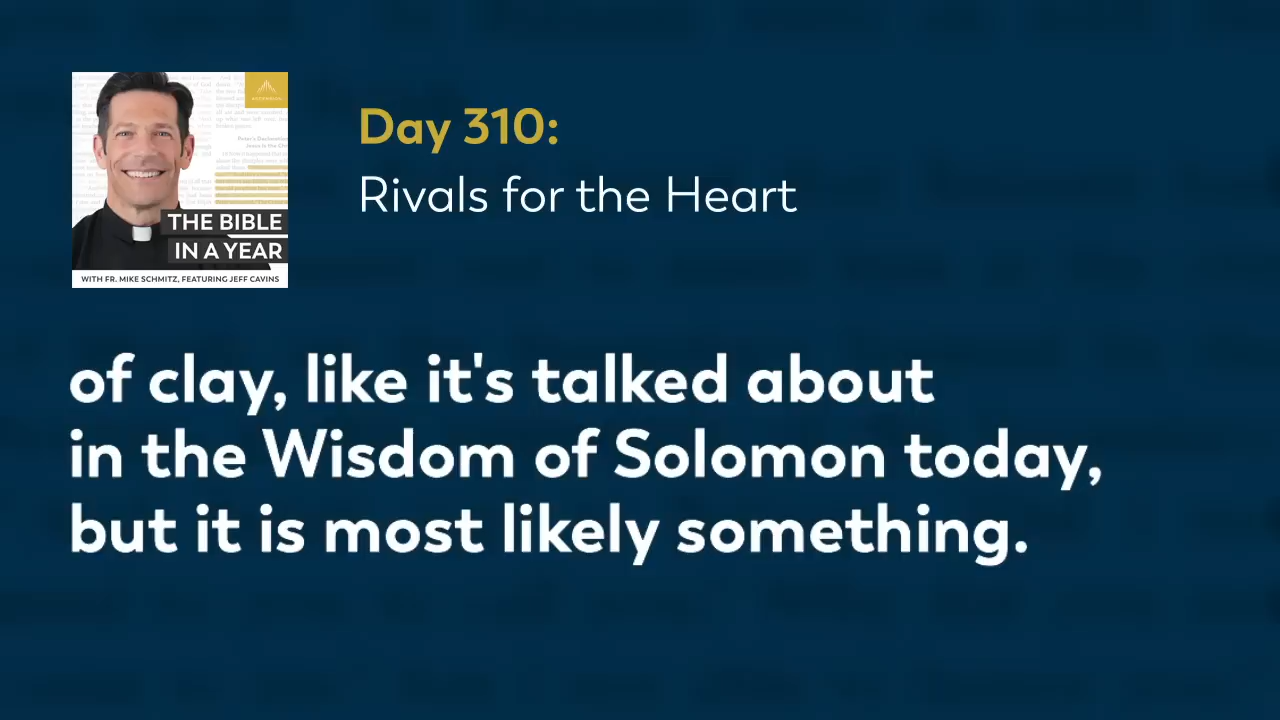 Day 310:
Rivals for the Heart
THE BIBLE
IN A YEAR
WITH FR. MIKE SCHMITZ, FEATURING JEFF CAVINS
of clay, like it's talked about
in the Wisdom of Solomon today,
but it is most likely something.